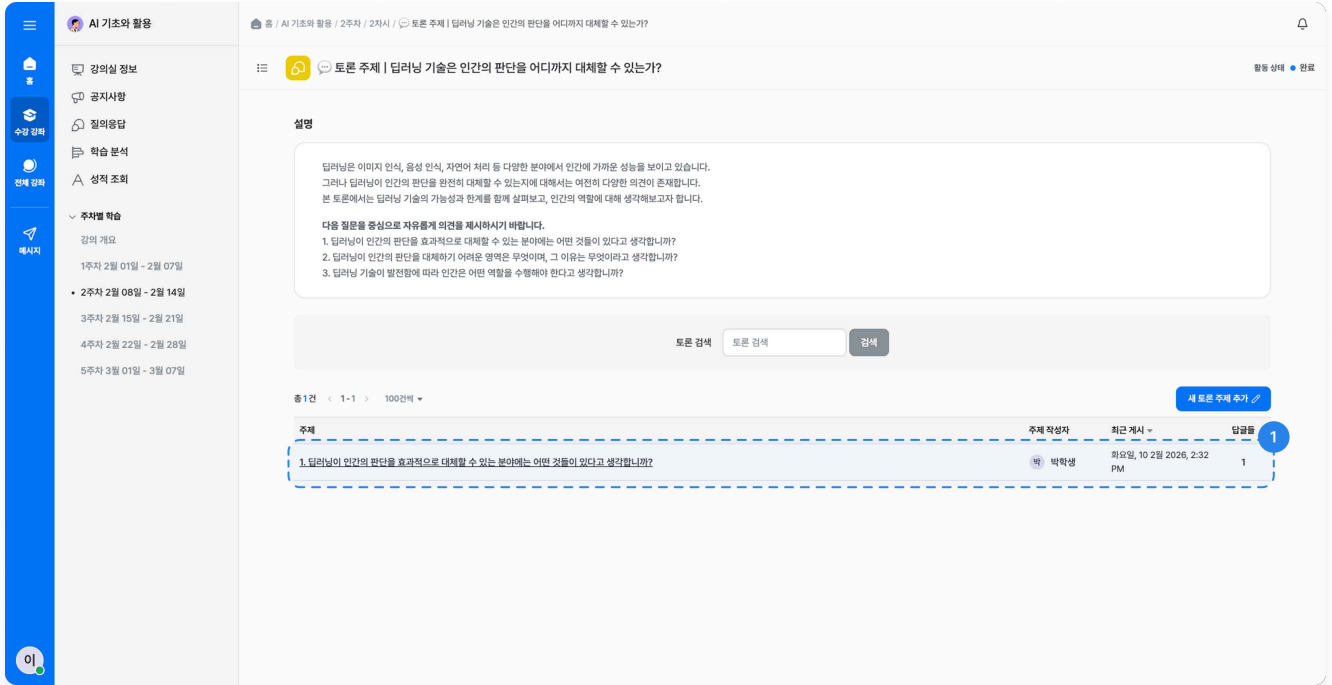 AI 기초와 활용
홈 / AI 기초와 활용 / 2주차 / 2차시 / 토론 주제 | 딥러닝 기술은 인간의 판단을 어디까지 대체할 수 있는가?
홈
수강 강좌
전체 강좌
메시지
이
강의실 정보
공지사항
질의응답
학습 분석
성적 조회
주차별 학습
강의 개요
1주차 2월 01일 - 2월 07일
• 2주차 2월 08일 - 2월 14일
3주차 2월 15일 - 2월 21일
4주차 2월 22일 - 2월 28일
5주차 3월 01일 - 3월 07일
토론 주제 | 딥러닝 기술은 인간의 판단을 어디까지 대체할 수 있는가?
활동 상태 ● 완료
설명
딥러닝은 이미지 인식, 음성 인식, 자연어 처리 등 다양한 분야에서 인간에 가까운 성능을 보이고 있습니다.
그러나 딥러닝이 인간의 판단을 완전히 대체할 수 있는지에 대해서는 여전히 다양한 의견이 존재합니다.
본 토론에서는 딥러닝 기술의 가능성과 한계를 함께 살펴보고, 인간의 역할에 대해 생각해보고자 합니다.
다음 질문을 중심으로 자유롭게 의견을 제시하시기 바랍니다.
1. 딥러닝이 인간의 판단을 효과적으로 대체할 수 있는 분야에는 어떤 것들이 있다고 생각합니까?
2. 딥러닝이 인간의 판단을 대체하기 어려운 영역은 무엇이며, 그 이유는 무엇이라고 생각합니까?
3. 딥러닝 기술이 발전함에 따라 인간은 어떤 역할을 수행해야 한다고 생각합니까?
토론 검색 토론 검색 검색
총 1 건 < 1 - 1 > 100건씩
새 토론 주제 추가
주제 주제 작성자 최근 게시 답글들
1
1. 딥러닝이 인간의 판단을 효과적으로 대체할 수 있는 분야에는 어떤 것들이 있다고 생각합니까?
박 박학생
화요일, 10 2월 2026, 2:32
PM
1